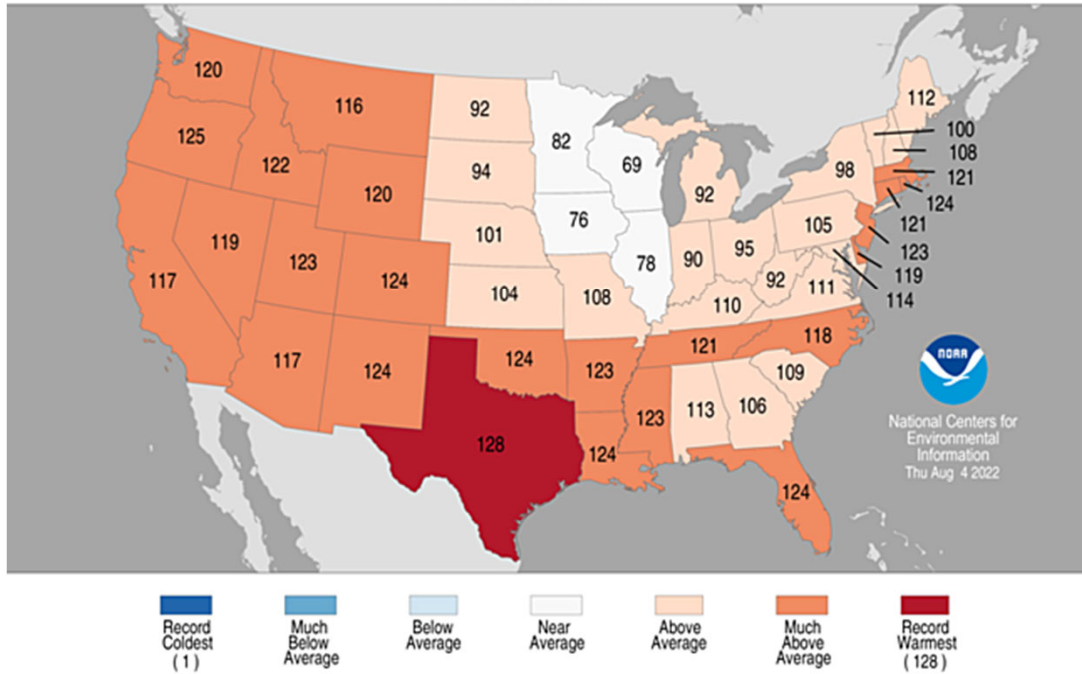 120
116
92
112
82
100
125
108
69
122
94
98
121
120
92
124
76
105
121
119
101
95
123
123
90
78
119
124
92
117
104
111
114
108
110
118
121
NOAA
117
124
124
123
109
113
106
National Centers for
123
Environmental
128
Information
124
Thu Aug 4 2022
124
Record
Coldest
( 1 )
Much
Below
Average
Below
Average
Near
Average
Above
Average
Much
Above
Average
Record
Warmest
( 128 )